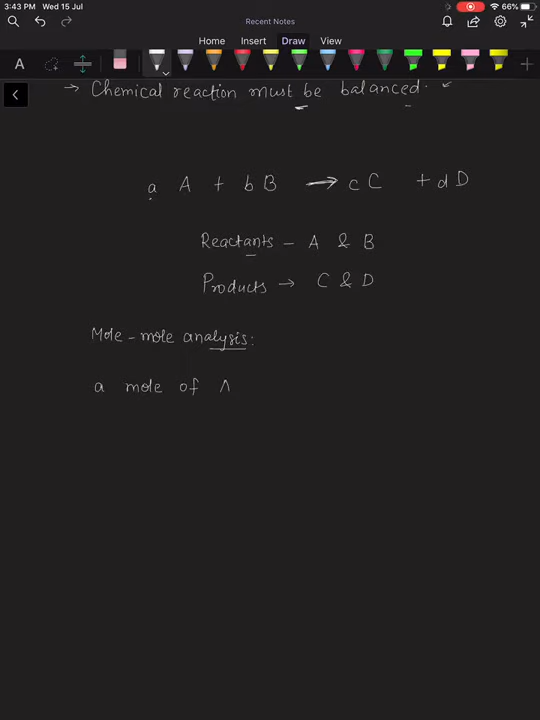 3:43 PM Wed 15 Jul
66%
Recent Notes
Home Insert Draw View
A
→ Chemical reaction must be balanced.
a A + b B → c C + d D
Reactants – A & B
Products → C & D
Mole – mole analysis:
a mole of A